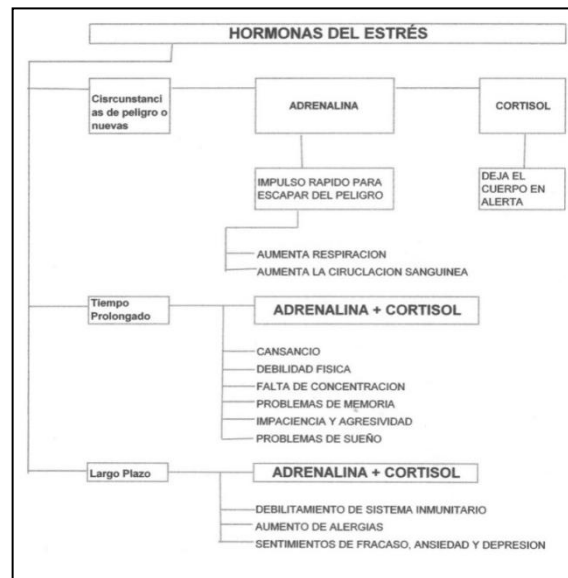 HORMONAS DEL ESTRÉS
Cisrcunstanci
as de peligro o
nuevas
ADRENALINA
CORTISOL
IMPULSO RAPIDO PARA
ESCAPAR DEL PELIGRO
DEJA EL
CUERPO EN
ALERTA
AUMENTA RESPIRACION
AUMENTA LA CIRUCLACION SANGUINEA
Tiempo
Prolongado
ADRENALINA + CORTISOL
CANSANCIO
DEBILIDAD FISICA
FALTA DE CONCENTRACION
PROBLEMAS DE MEMORIA
IMPACIENCIA Y AGRESIVIDAD
PROBLEMAS DE SUEÑO
Largo Plazo
ADRENALINA + CORTISOL
DEBILITAMIENTO DE SISTEMA INMUNITARIO
AUMENTO DE ALERGIAS
SENTIMIENTOS DE FRACASO, ANSIEDAD Y DEPRESION